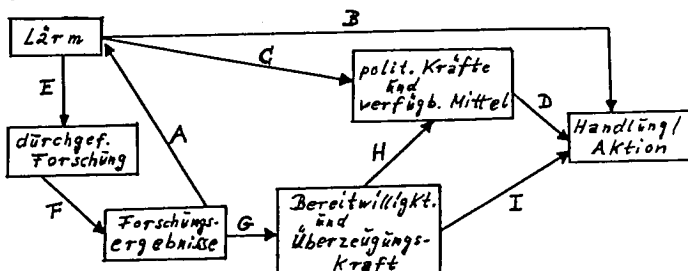 B
Lärm
C
polit. Kräfte
und
verfügb. Mittel
E
D
Handlung/
Aktion
durchgef.
Forschung
A
H
F
Forschungs-
ergebnisse
G
Bereitwilligkt.
und
Überzeugungs-
kraft
I